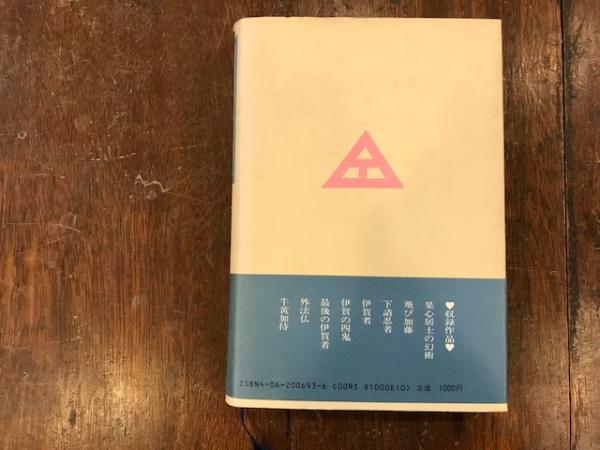 ♥収録作品♥
果心居士の幻術
飛び加藤
下請忍者
伊賀者
伊賀の四鬼
最後の伊賀者
外法仏
牛黄加持
ISBN4-06-200693-6 C0093 ¥1000E(0) 定価 1000円